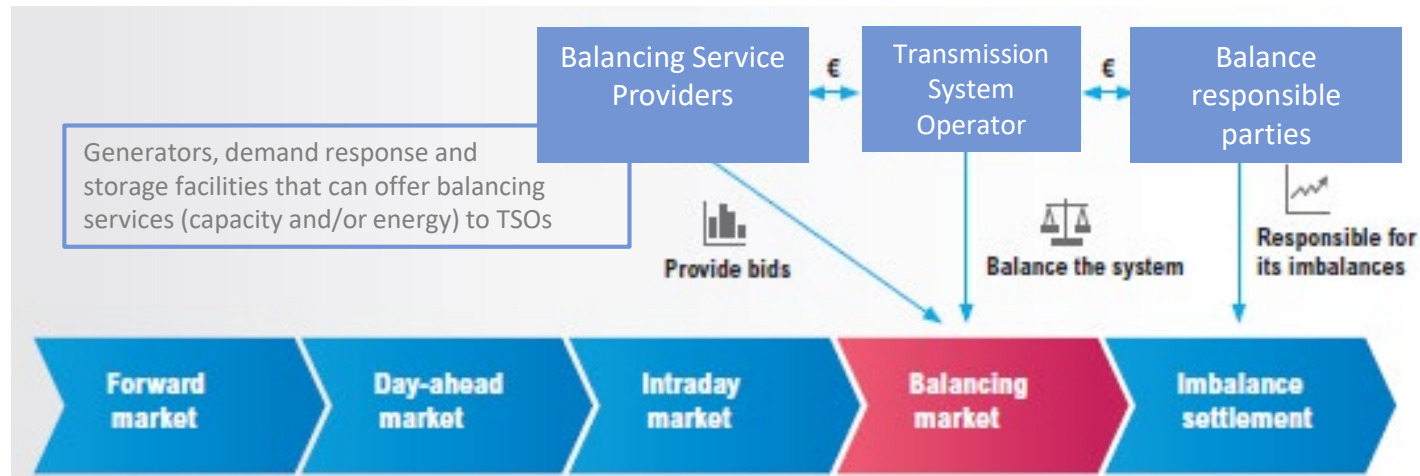 Balancing Service
Providers
€
Transmission
System
Operator
€
Balance
responsible
parties
Generators, demand response and
storage facilities that can offer balancing
services (capacity and/or energy) to TSOs
Provide bids
Balance the system
Responsible for
its imbalances
Forward
market
Day-ahead
market
Intraday
market
Balancing
market
Imbalance
settlement